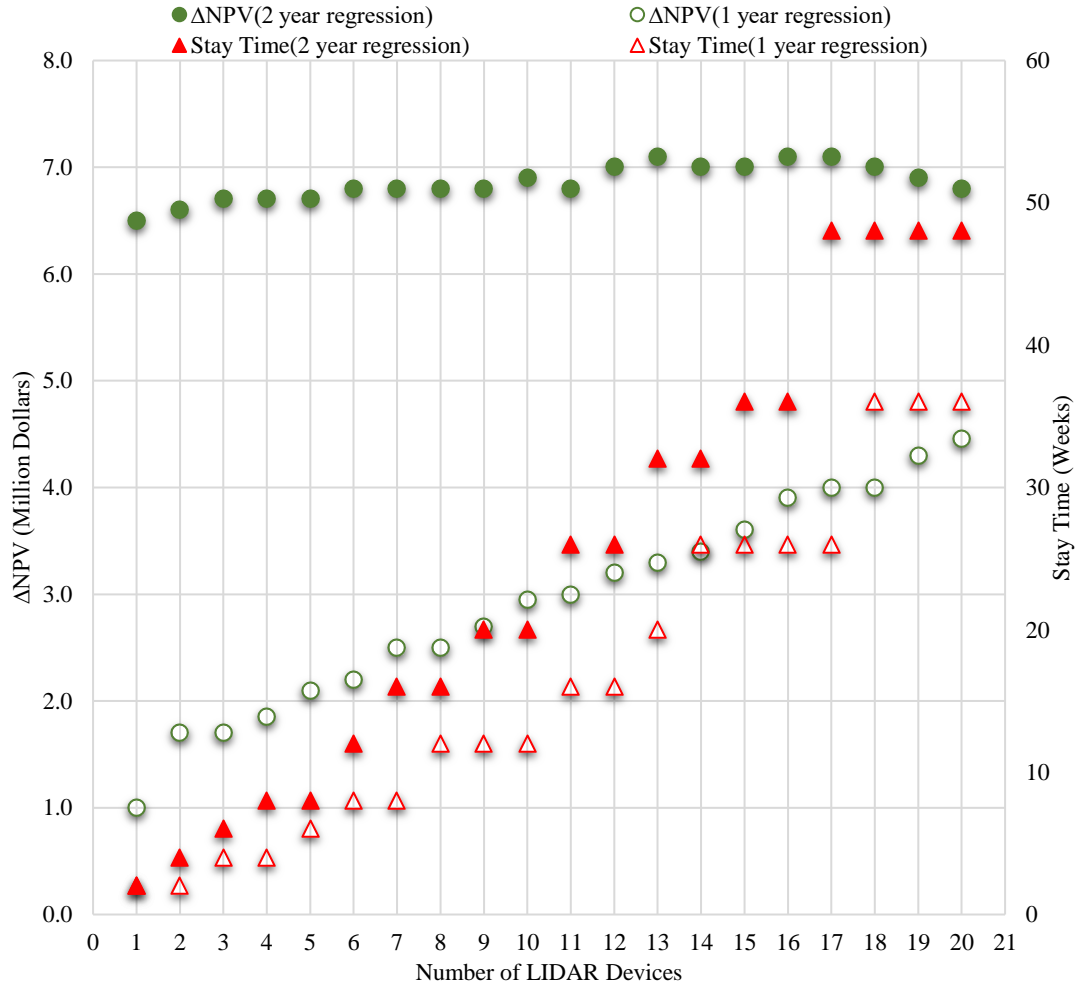 ΔNPV(2 year regression) ΔNPV(1 year regression)
Stay Time(2 year regression) Stay Time(1 year regression)
8.0 60
7.0
50
6.0
40
5.0
4.0 30
3.0
20
2.0
10
1.0
0.0 0
ΔNPV (Million Dollars)
Stay Time (Weeks)
0 1 2 3 4 5 6 7 8 9 10 11 12 13 14 15 16 17 18 19 20 21
Number of LIDAR Devices